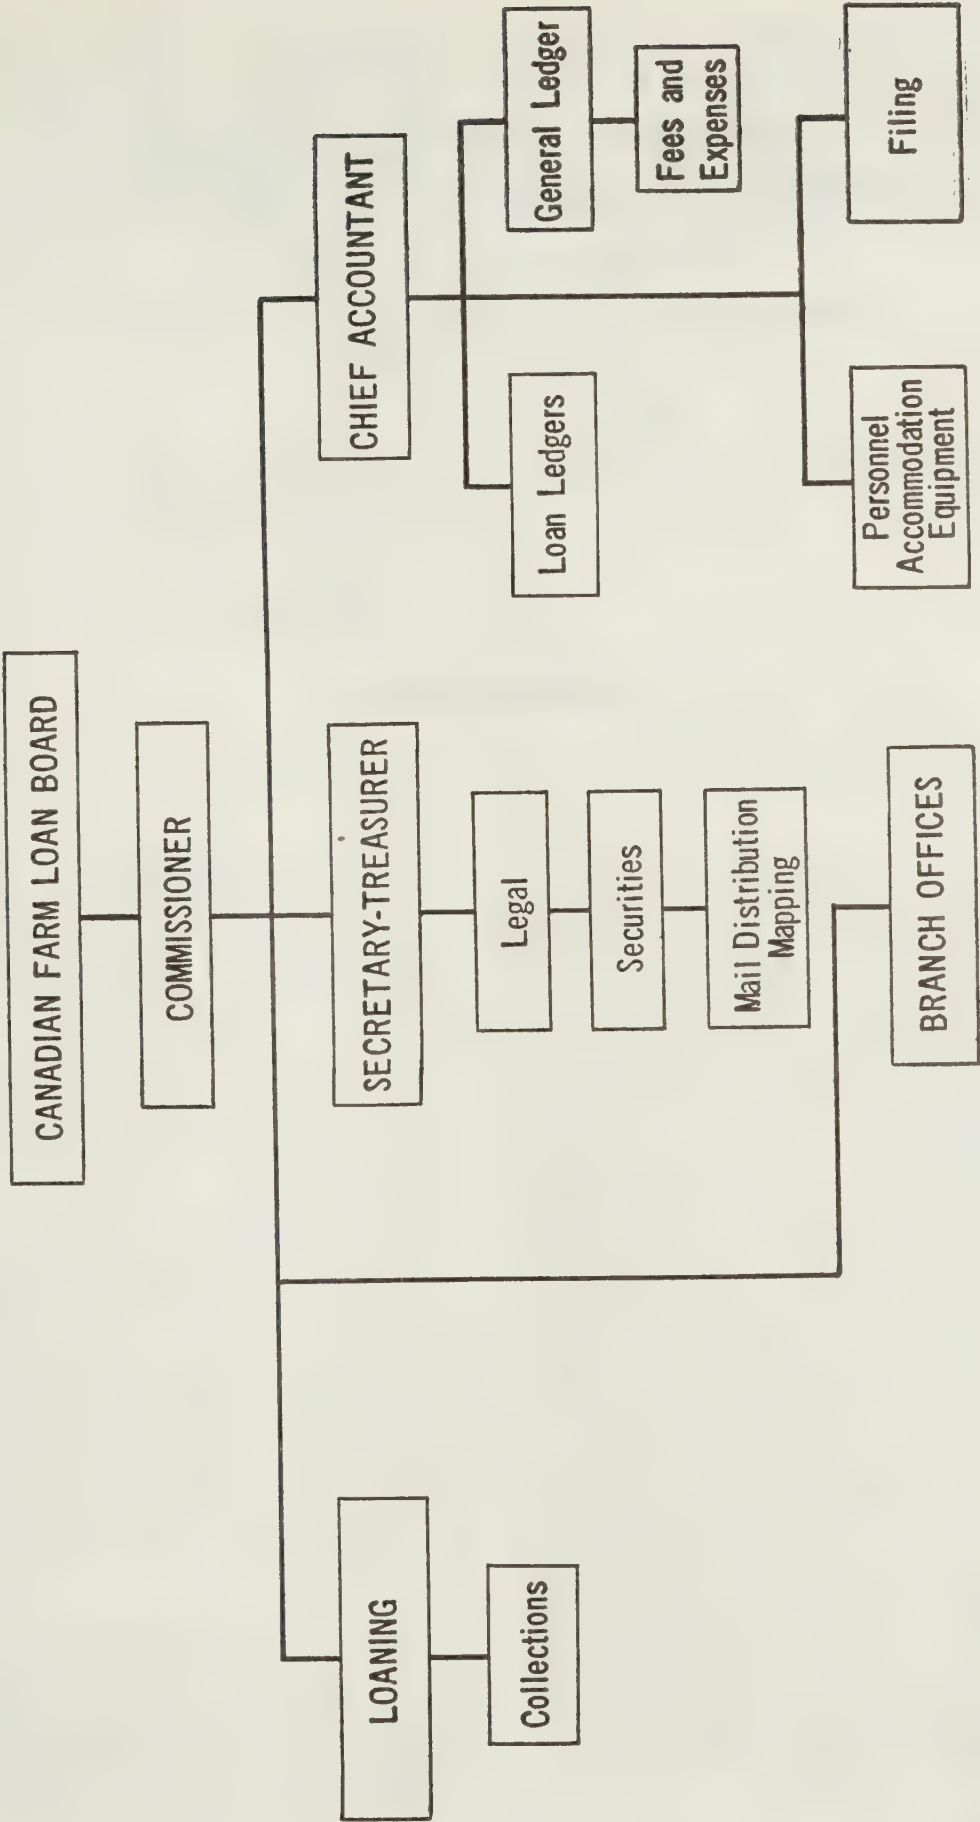 CANADIAN FARM LOAN BOARD
COMMISSIONER
LOANING
Collections
SECRETARY-TREASURER
Legal
Securities
Mail Distribution
Mapping
BRANCH OFFICES
CHIEF ACCOUNTANT
Loan Ledgers
General Ledger
Fees and
Expenses
Personnel
Accommodation
Equipment
Filing